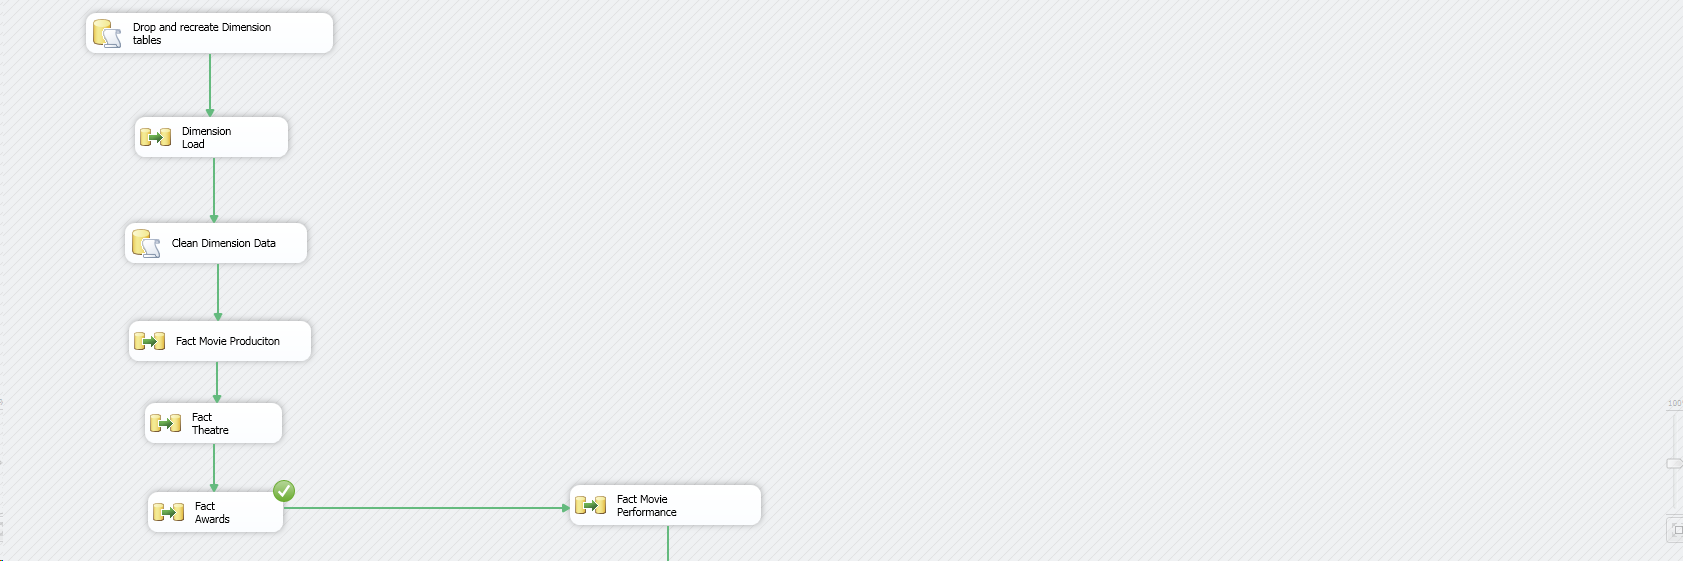 Drop and recreate Dimension
tables
Dimension
Load
Clean Dimension Data
Fact Movie Produciton
Fact
Theatre
Fact
Awards
Fact Movie
Performance
100%